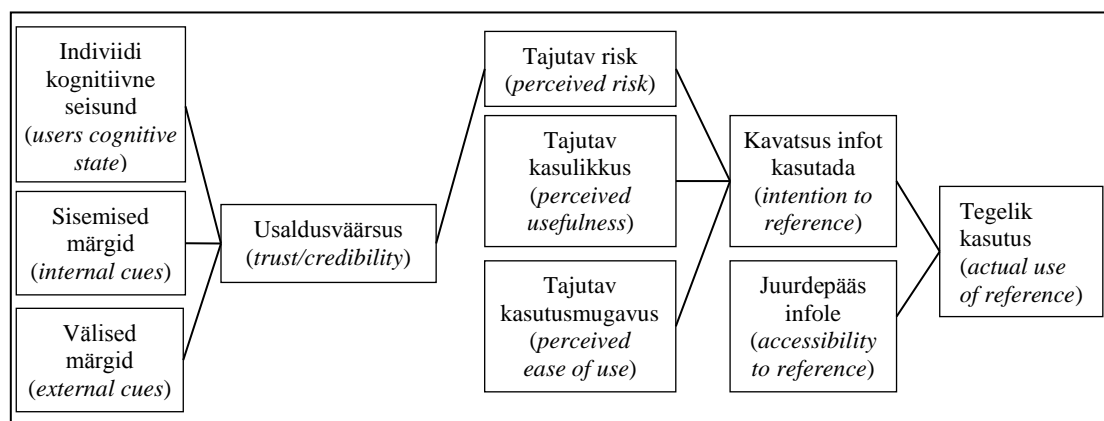 Indiviidi
kognitiivne
seisund
(users cognitive
state)
Sisemised
märgid
(internal cues)
Välised
märgid
(external cues)
Usaldusväärsus
(trust/credibility)
Tajutav risk
(perceived risk)
Tajutav
kasulikkus
(perceived
usefulness)
Tajutav
kasutusmugavus
(perceived
ease of use)
Kavatsus infot
kasutada
(intention to
reference)
Juurdepääs
infole
(accessibility
to reference)
Tegelik
kasutus
(actual use
of reference)